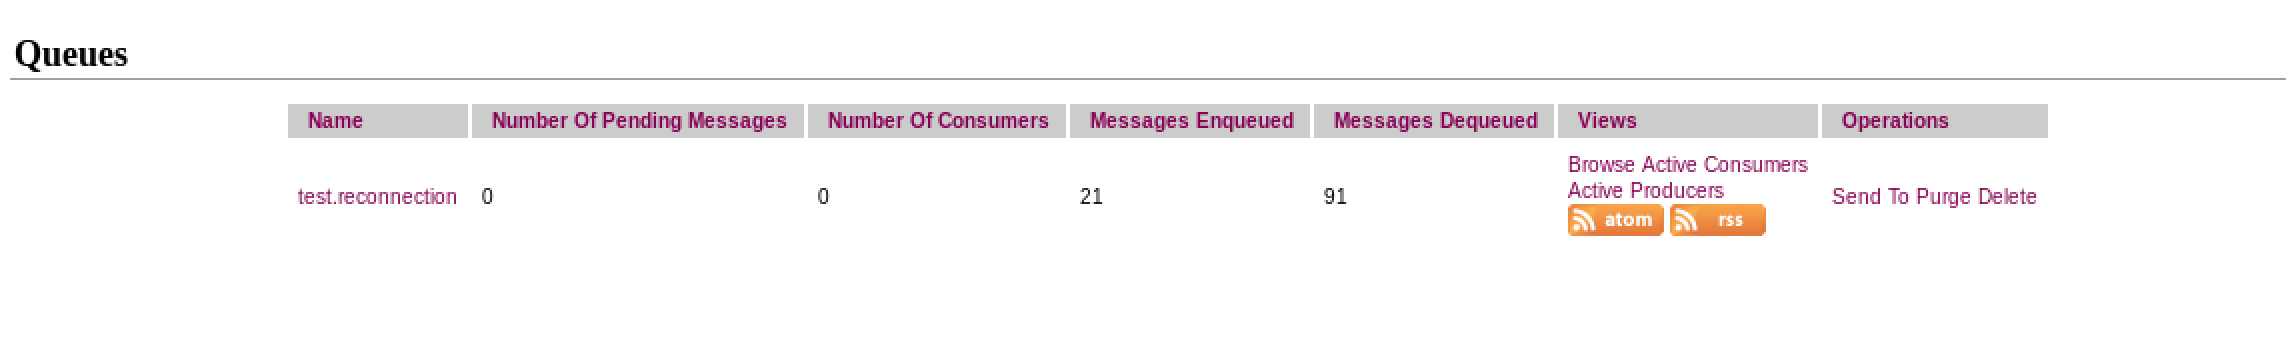 Queues
Name Number Of Pending Messages Number Of Consumers Messages Enqueued Messages Dequeued Views Operations
test.reconnection 0 0 21 91 Browse Active Consumers
Active Producers
atom rss
Send To Purge Delete